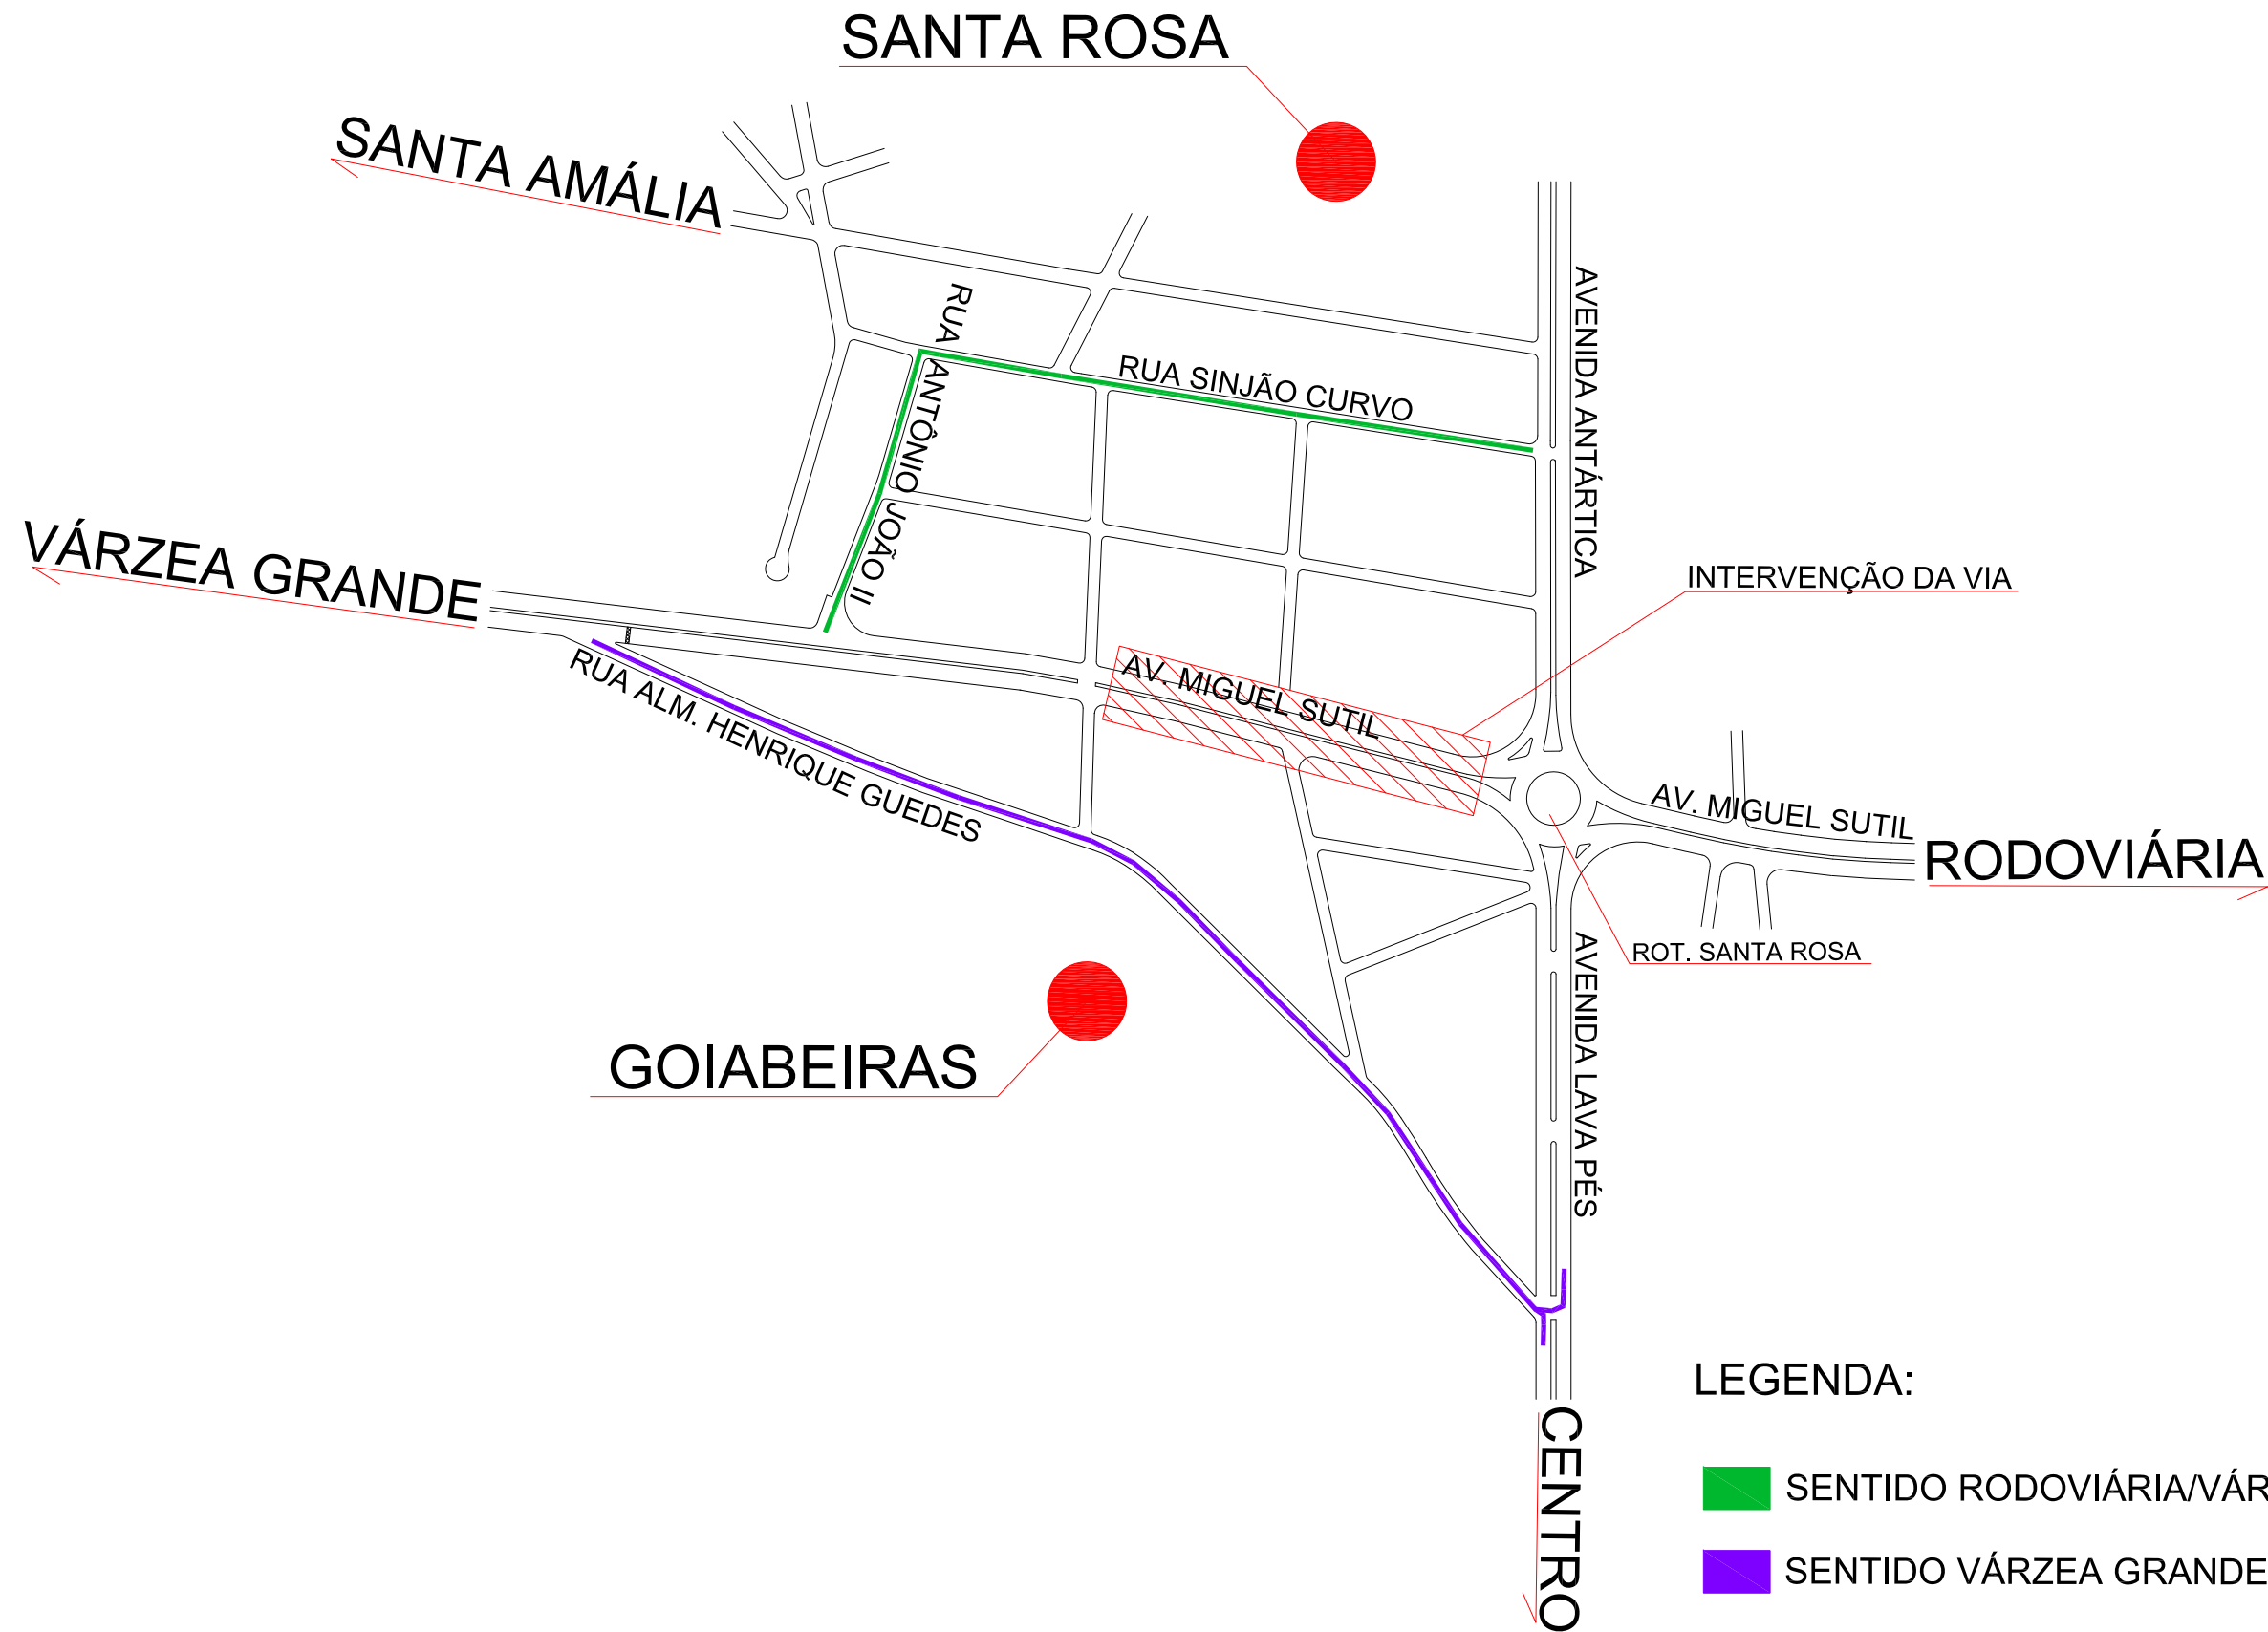 SANTA ROSA
SANTA AMÁLIA
RUA
ANTÔNIO
JOÃO II
RUA SINJÃO CURVO
AVENIDA ANTÁRTICA
VÁRZEA GRANDE
INTERVENÇÃO DA VIA
RUA ALM. HENRIQUE GUEDES
AV. MIGUEL SUTIL
AV. MIGUEL SUTIL
RODOVIÁRIA
ROT. SANTA ROSA
AVENIDA LAVA PÉS
GOIABEIRAS
CENTRO
LEGENDA:
SENTIDO RODOVIÁRIA/VÁR
SENTIDO VÁRZEA GRANDE